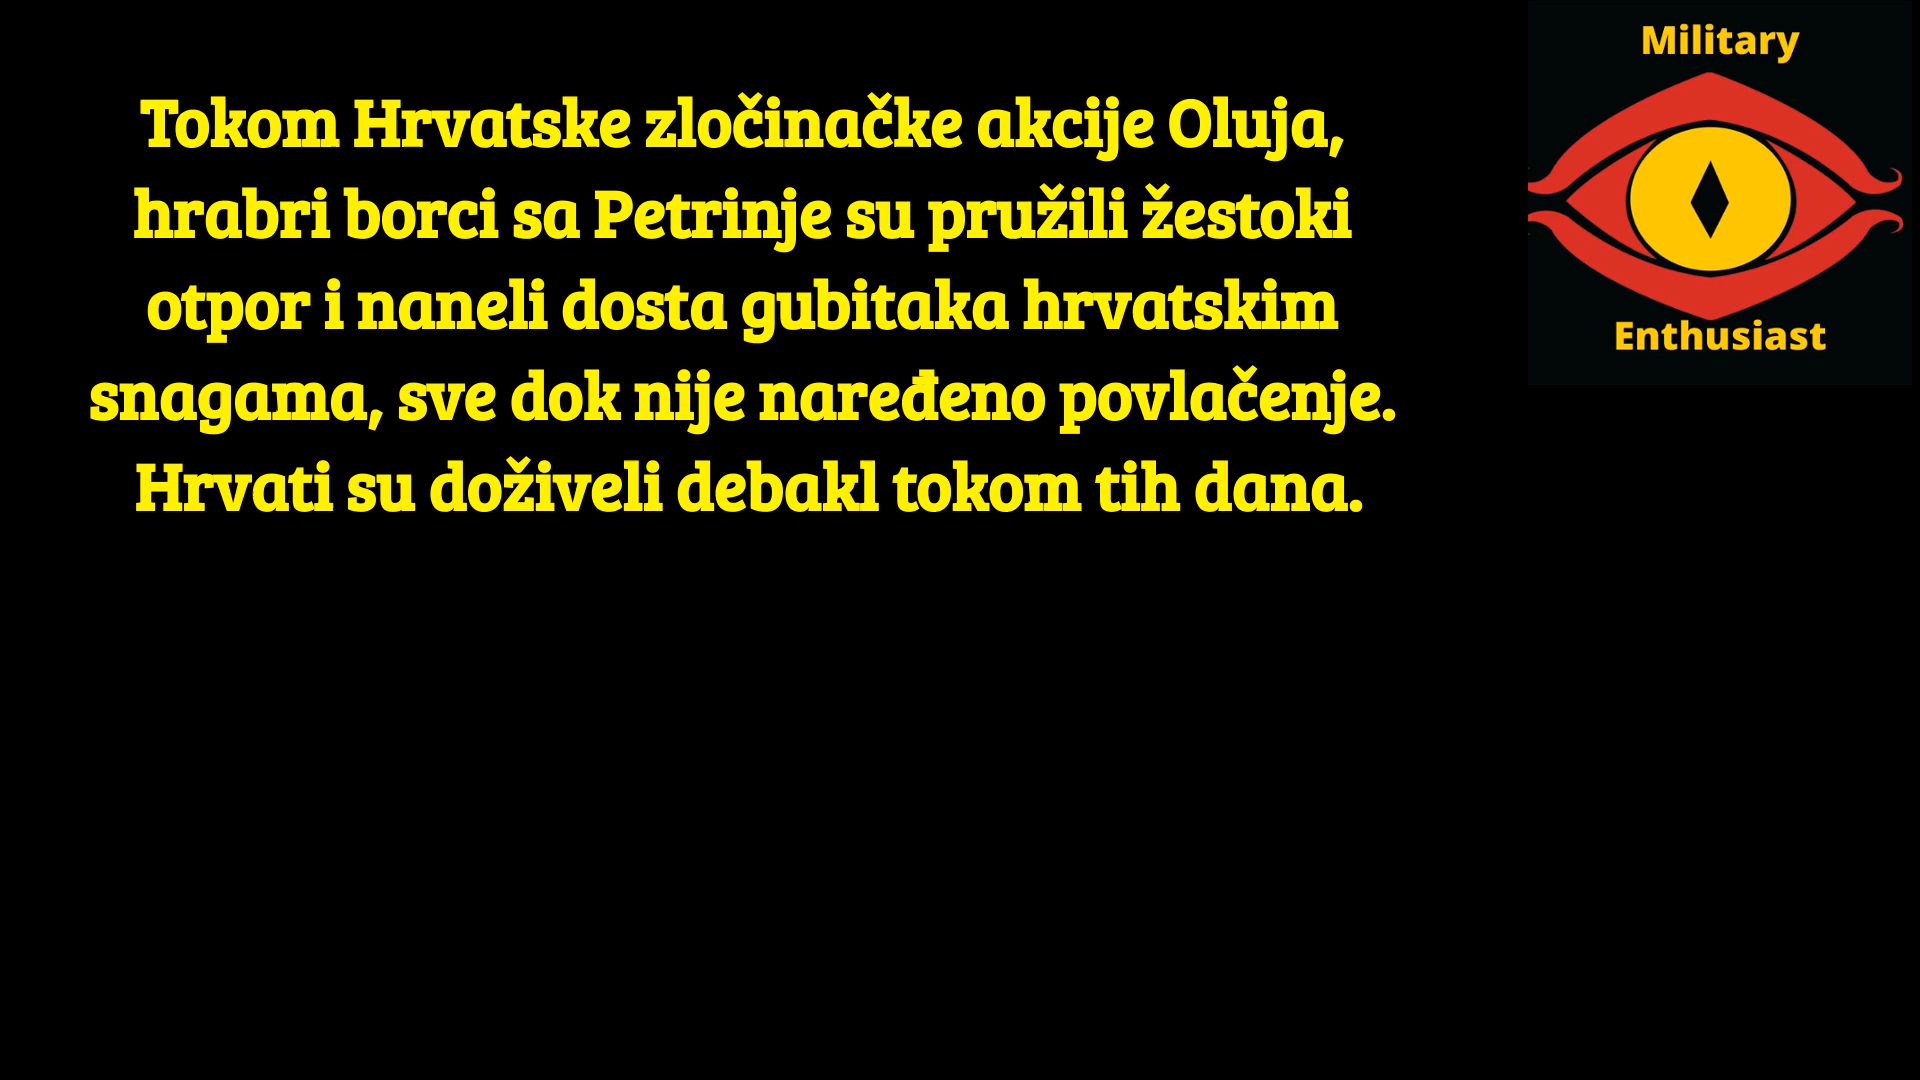 Military
Tokom Hrvatske zločinačke akcije Oluja,
hrabri borci sa Petrinje su pružili žestoki
otpor i naneli dosta gubitaka hrvatskim
snagama, sve dok nije naređeno povlačenje.
Hrvati su doživeli debakl tokom tih dana.
Enthusiast